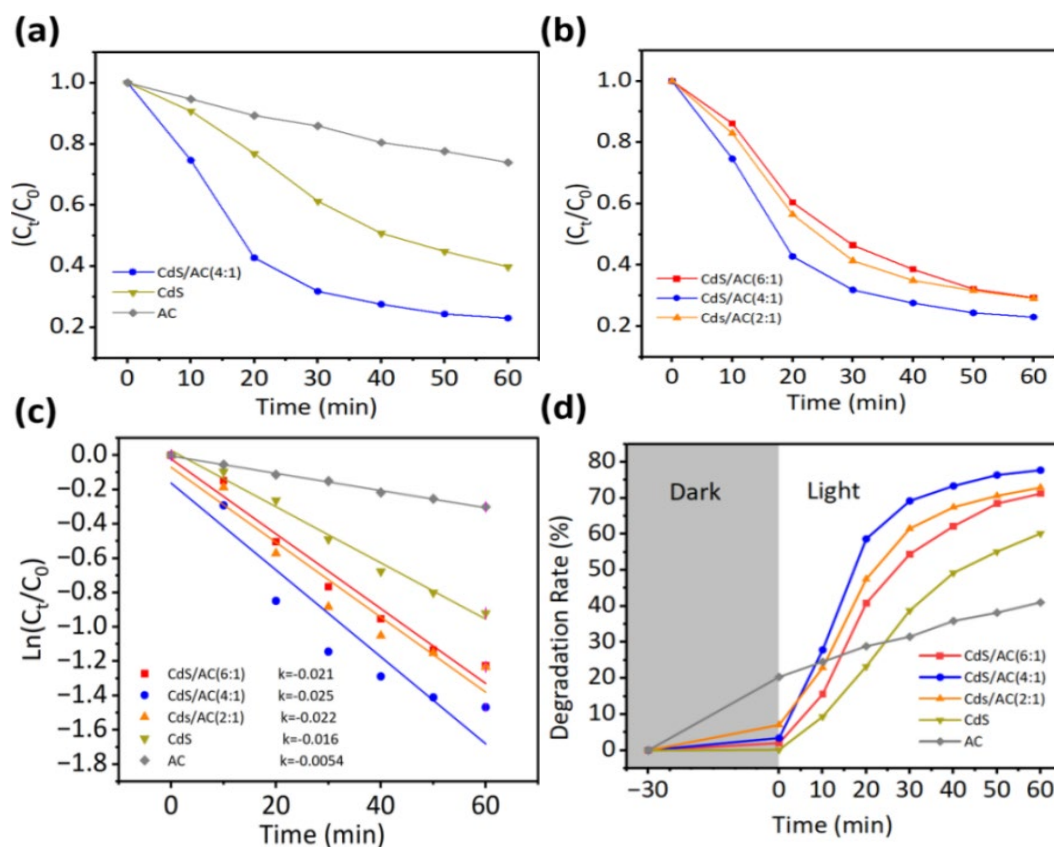 (a)
1.0
0.8
0.6
0.4
0.2
(Ct/C0)
CdS/AC(4:1)
CdS
AC
0 10 20 30 40 50 60
Time (min)
(b)
1.0
0.8
0.6
0.4
0.2
(Ct/C0)
CdS/AC(6:1)
CdS/AC(4:1)
Cds/AC(2:1)
0 10 20 30 40 50 60
Time (min)
(c)
0.0
−0.2
−0.4
−0.6
−0.8
−1.0
−1.2
−1.4
−1.6
−1.8
Ln(Ct/C0)
CdS/AC(6:1) k=-0.021
CdS/AC(4:1) k=-0.025
Cds/AC(2:1) k=-0.022
CdS k=-0.016
AC k=-0.0054
0 20 40 60
Time (min)
(d)
80
70
60
50
40
30
20
10
0
Degradation Rate (%)
Dark Light
CdS/AC(6:1)
CdS/AC(4:1)
Cds/AC(2:1)
CdS
AC
−30 0 10 20 30 40 50 60
Time (min)